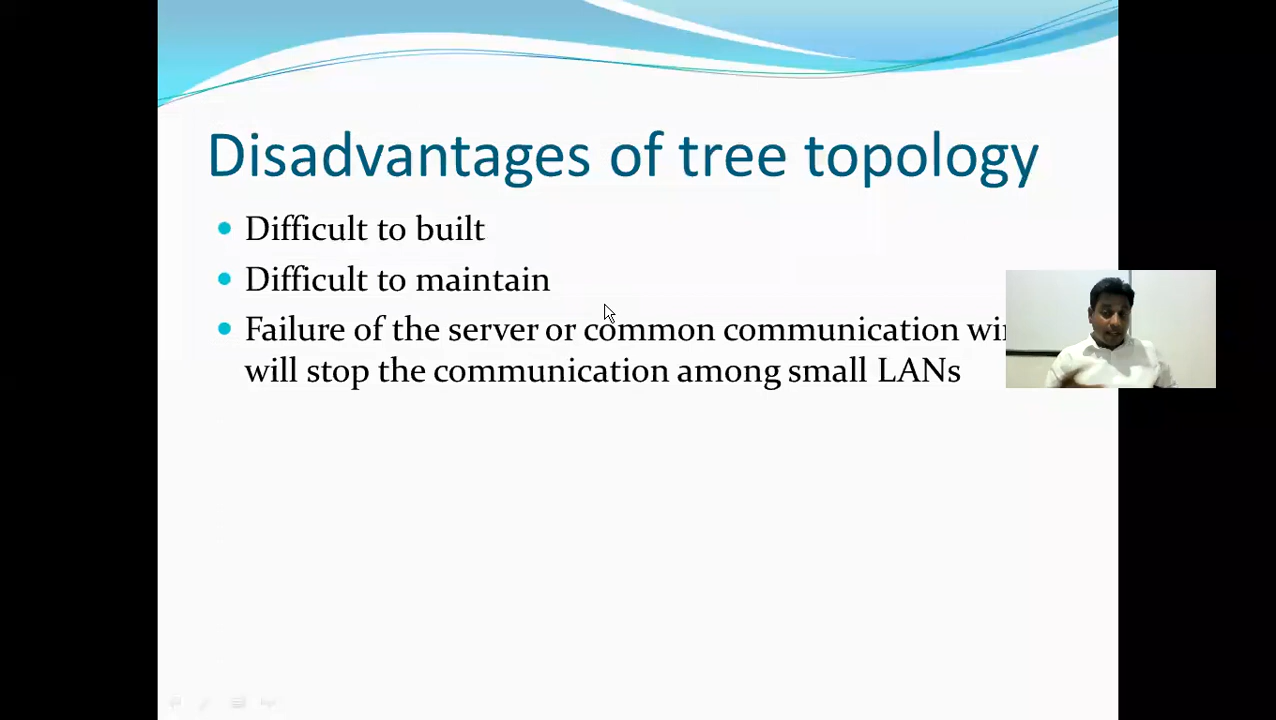 Disadvantages of tree topology
Difficult to built
Difficult to maintain
Failure of the server or common communication
will stop the communication among small LANs